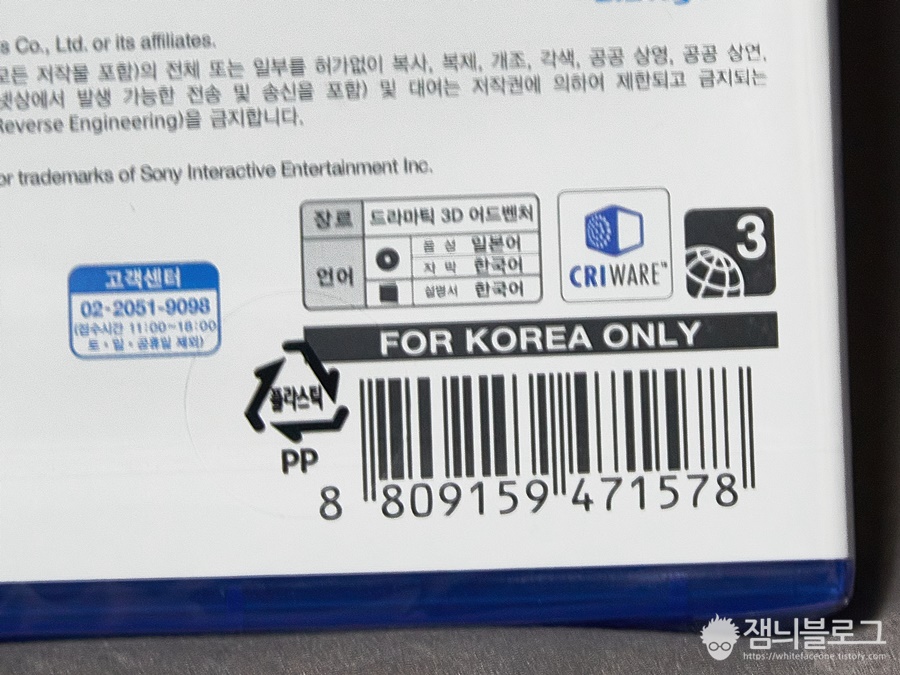 s Co., Ltd. or its affiliates.
모든 저작물 포함)의 전체 또는 일부를 허가없이 복사, 복제, 개조, 각색, 공공 상영, 공공 상연,
넷상에서 발생 가능한 전송 및 송신을 포함) 및 대여는 저작권에 의하여 제한되고 금지되는
Reverse Engineering)을 금지합니다.
or trademarks of Sony Interactive Entertainment Inc.
장르 드라마틱 3D 어드벤처
언어
음성 일본어
자막 한국어
설명서 한국어
CRIWARE™
3
고객센터
02-2051-9098
(접수시간 11:00~18:00
토·일·공휴일 제외)
FOR KOREA ONLY
플라스틱
PP
8 809159 471578
잼늬블로그
https://whitefaceone.tistory.com